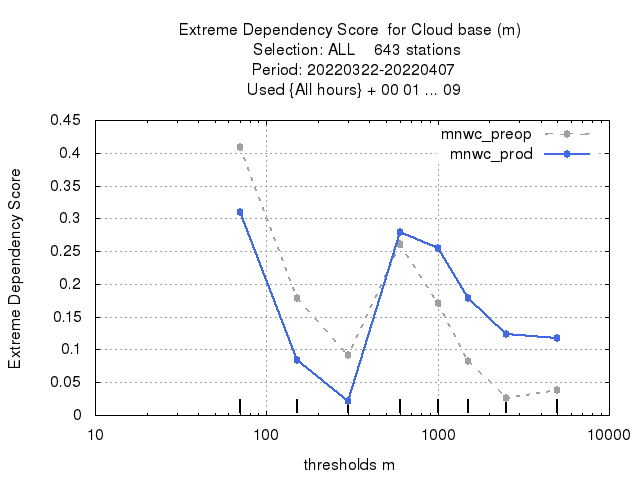 Extreme Dependency Score  for Cloud base (m)
Selection: ALL    643 stations
Period: 20220322-20220407
Used {All hours} + 00 01 ... 09
mnwc_preop
mnwc_prod
Extreme Dependency Score
0.45
0.4
0.35
0.3
0.25
0.2
0.15
0.1
0.05
0
10 100 1000 10000
thresholds m